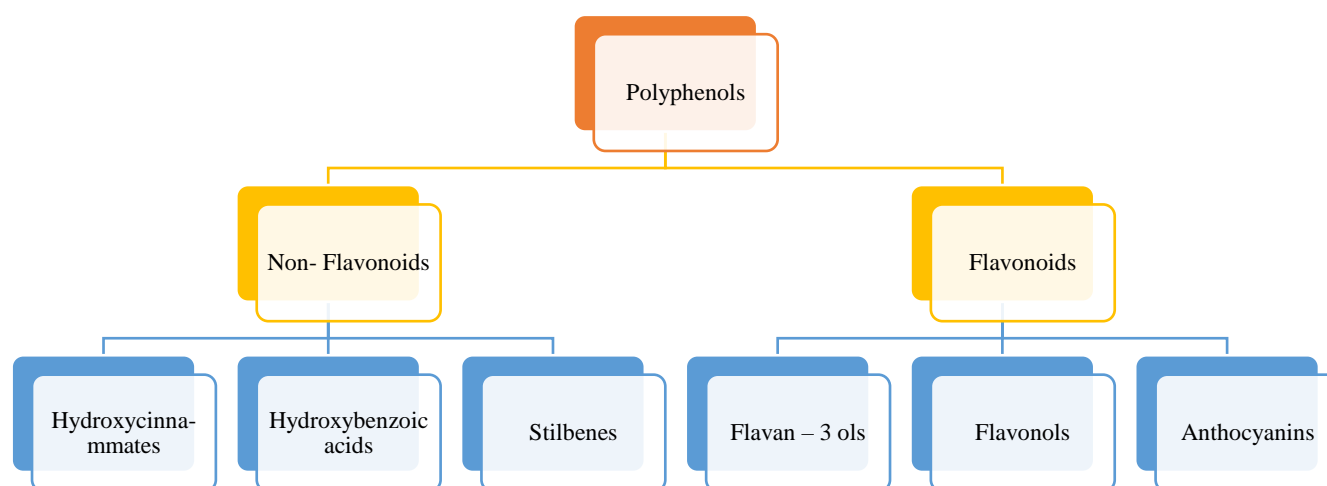 Polyphenols
Non- Flavonoids
Flavonoids
Hydroxycinna-
mmates
Hydroxybenzoic
acids
Stilbenes
Flavan – 3 ols
Flavonols
Anthocyanins